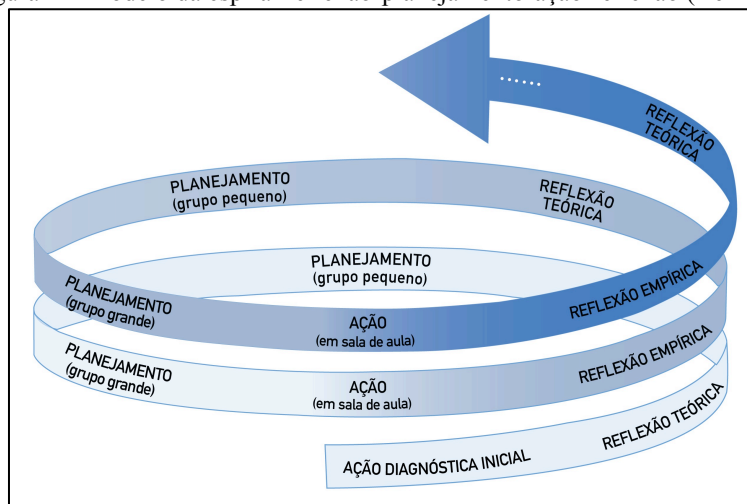 ......
REFLEXÃO
TEÓRICA
PLANEJAMENTO
(grupo pequeno)
REFLEXÃO
TEÓRICA
PLANEJAMENTO
(grupo pequeno)
PLANEJAMENTO
(grupo grande)
AÇÃO
(em sala de aula)
REFLEXÃO EMPÍRICA
PLANEJAMENTO
(grupo grande)
AÇÃO
(em sala de aula)
REFLEXÃO EMPÍRICA
AÇÃO DIAGNÓSTICA INICIAL
REFLEXÃO TEÓRICA